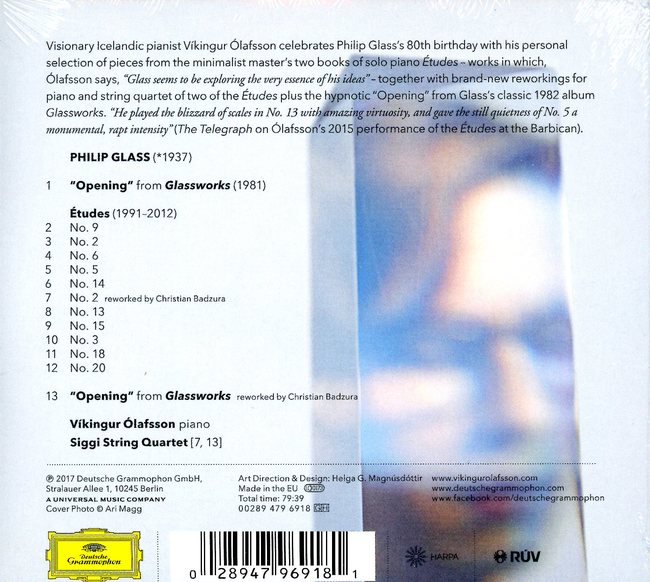 Visionary Icelandic pianist Víkingur Ólafsson celebrates Philip Glass's 80th birthday with his personal
selection of pieces from the minimalist master's two books of solo piano Études – works in which,
Ólafsson says, “Glass seems to be exploring the very essence of his ideas” – together with brand-new reworkings for
piano and string quartet of two of the Études plus the hypnotic “Opening” from Glass's classic 1982 album
Glassworks. “He played the blizzard of scales in No. 13 with amazing virtuosity, and gave the still quietness of No. 5 a
monumental, rapt intensity” (The Telegraph on Ólafsson's 2015 performance of the Études at the Barbican).
PHILIP GLASS (*1937)
1 “Opening” from Glassworks (1981)
Études (1991–2012)
2 No. 9
3 No. 2
4 No. 6
5 No. 5
6 No. 14
7 No. 2 reworked by Christian Badzura
8 No. 13
9 No. 15
10 No. 3
11 No. 18
12 No. 20
13 “Opening” from Glassworks reworked by Christian Badzura
Víkingur Ólafsson piano
Siggi String Quartet [7, 13]
℗ 2017 Deutsche Grammophon GmbH,
Stralauer Allee 1, 10245 Berlin
A UNIVERSAL MUSIC COMPANY
Cover Photo © Ari Magg
Art Direction & Design: Helga G. Magnúsdóttir
Made in the EU
Total time: 79:39
00289 479 6918 GH
www.vikingurolafsson.com
www.deutschegrammophon.com
www.facebook.com/deutschegrammophon
Deutsche
Grammophon
0 28947 96918 1
HARPA
RÚV